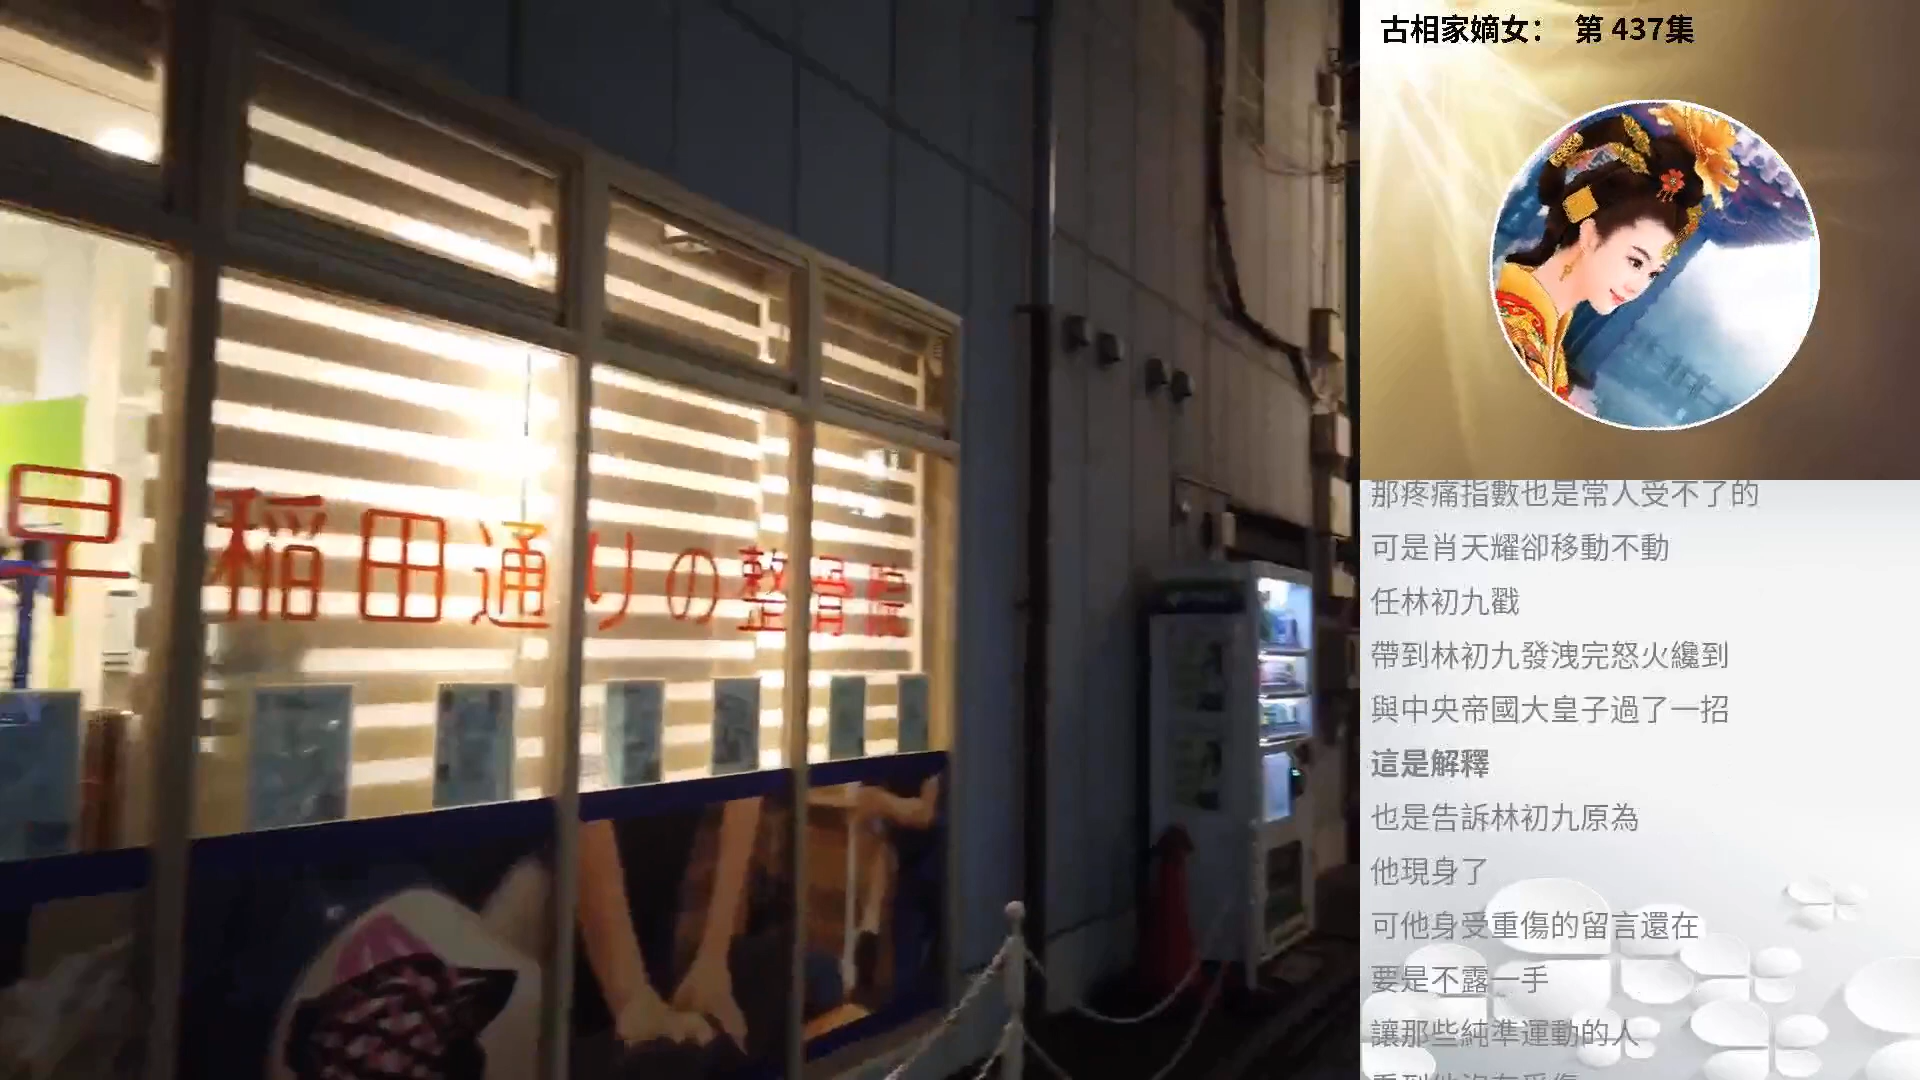 早稲田通りの整骨院
古相家嫡女： 第 437集
那疼痛指數也是常人受不了的
可是肖天耀卻移動不動
任林初九戳
帶到林初九發洩完怒火纔到
與中央帝國大皇子過了一招
這是解釋
也是告訴林初九原為
他現身了
可他身受重傷的留言還在
要是不露一手
讓那些純準運動的人